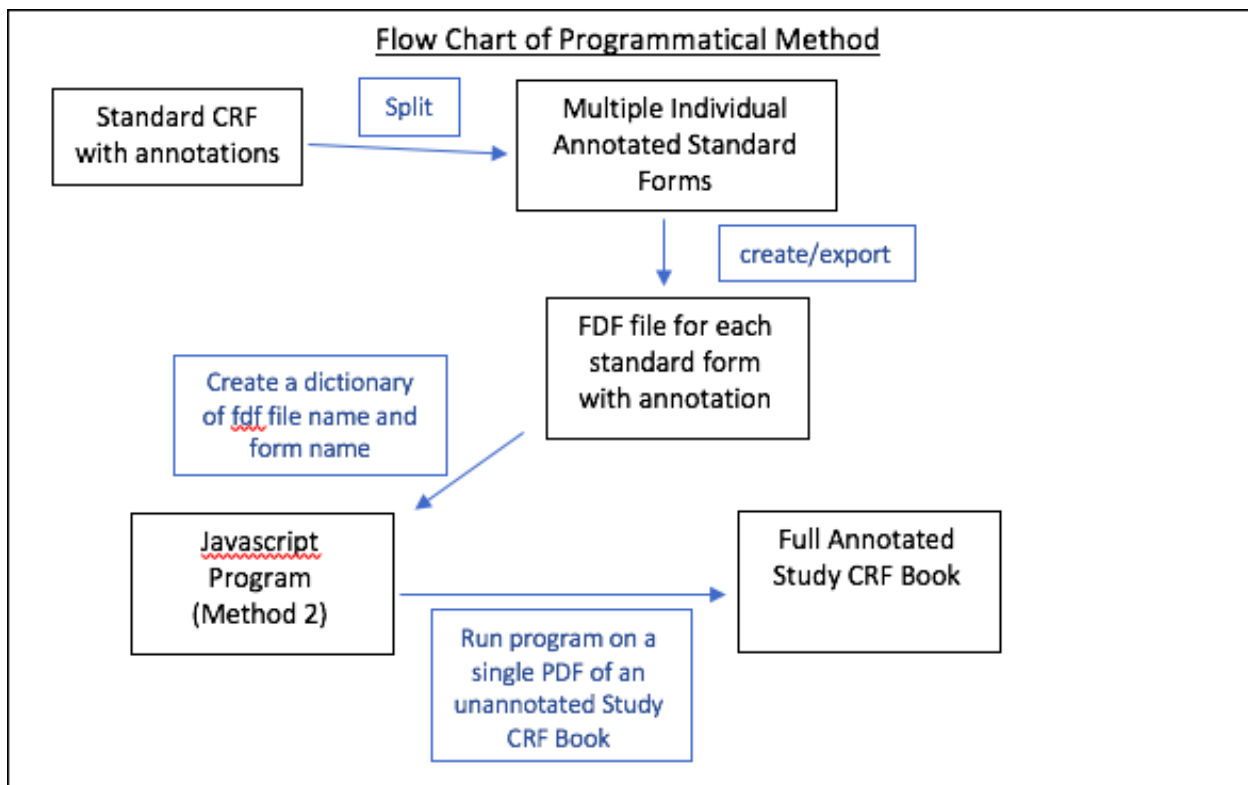 Flow Chart of Programmatical Method
Standard CRF
with annotations
Split
Multiple Individual
Annotated Standard
Forms
create/export
FDF file for each
standard form
with annotation
Create a dictionary
of fdf file name and
form name
Javascript
Program
(Method 2)
Run program on a
single PDF of an
unannotated Study
CRF Book
Full Annotated
Study CRF Book